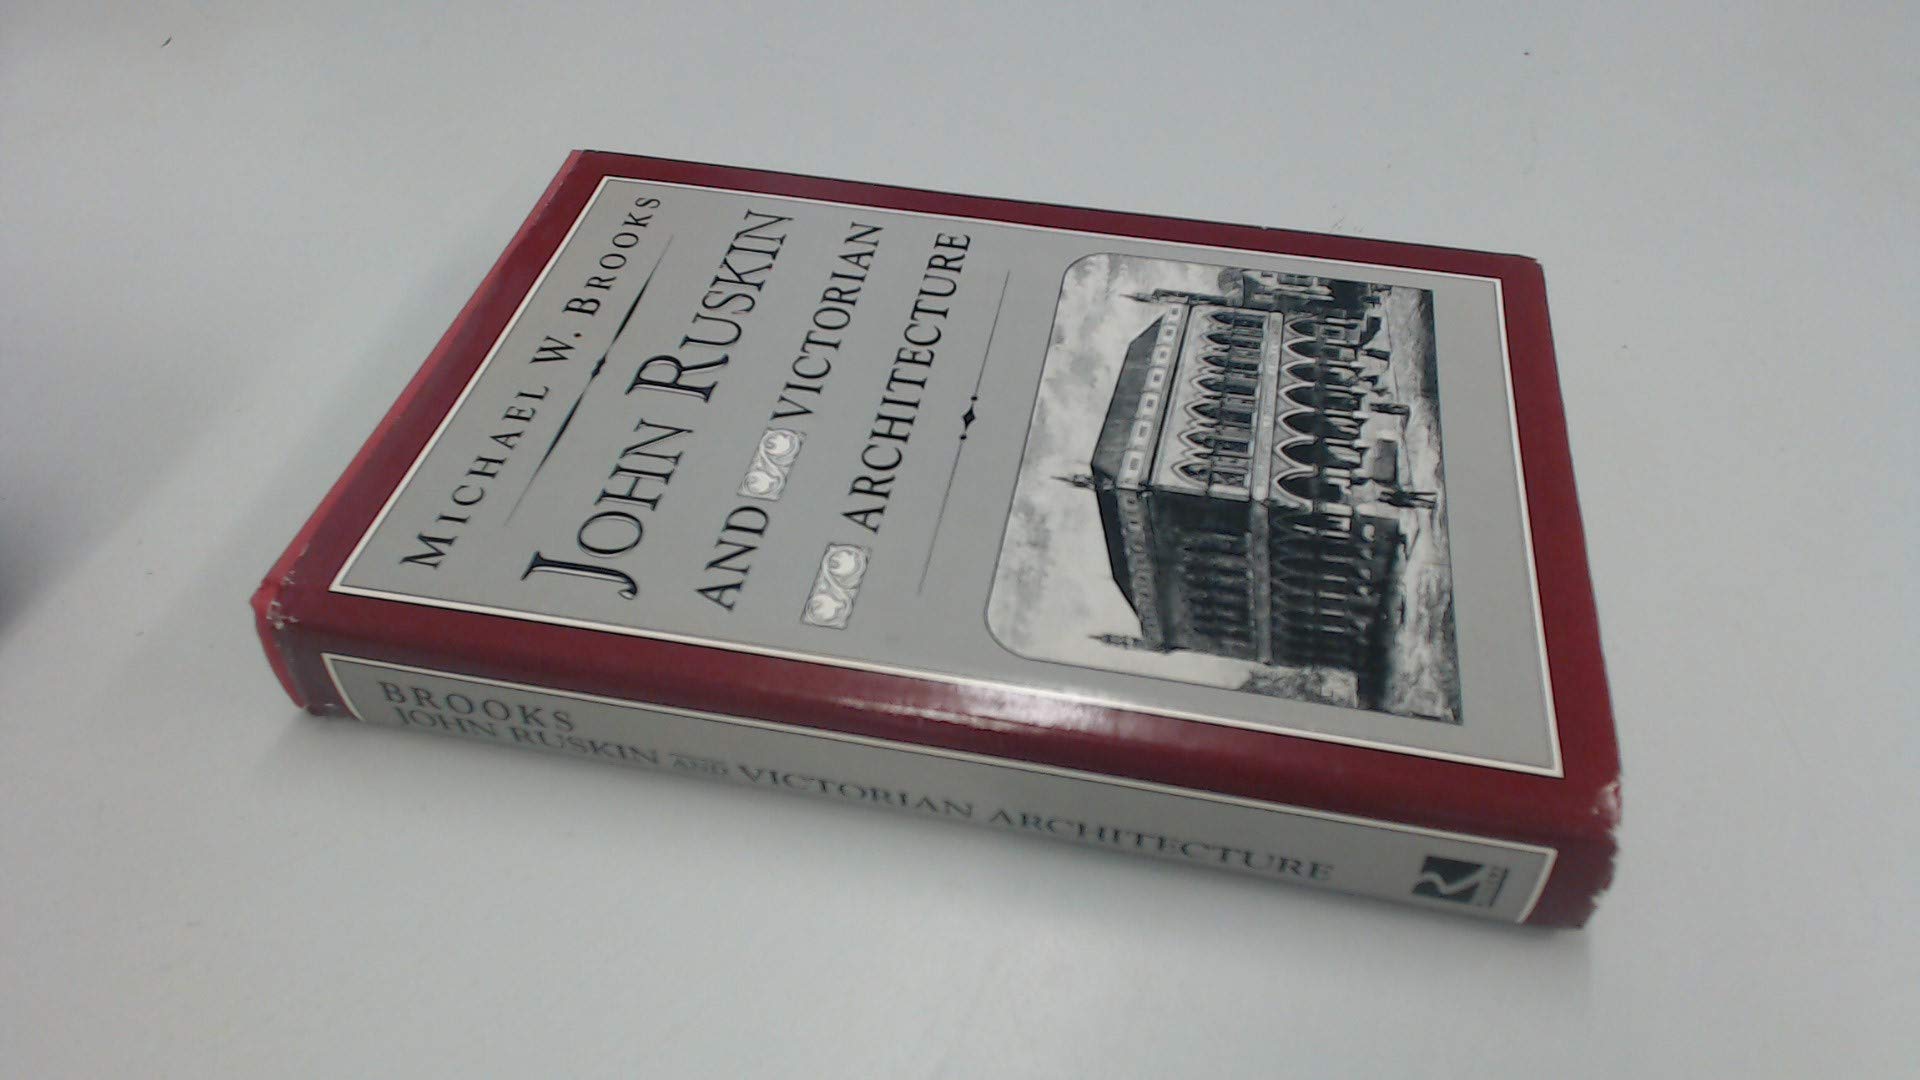 MICHAEL W. BROOKS
JOHN RUSKIN
AND VICTORIAN
ARCHITECTURE
BROOKS
JOHN RUSKIN AND VICTORIAN ARCHITECTURE